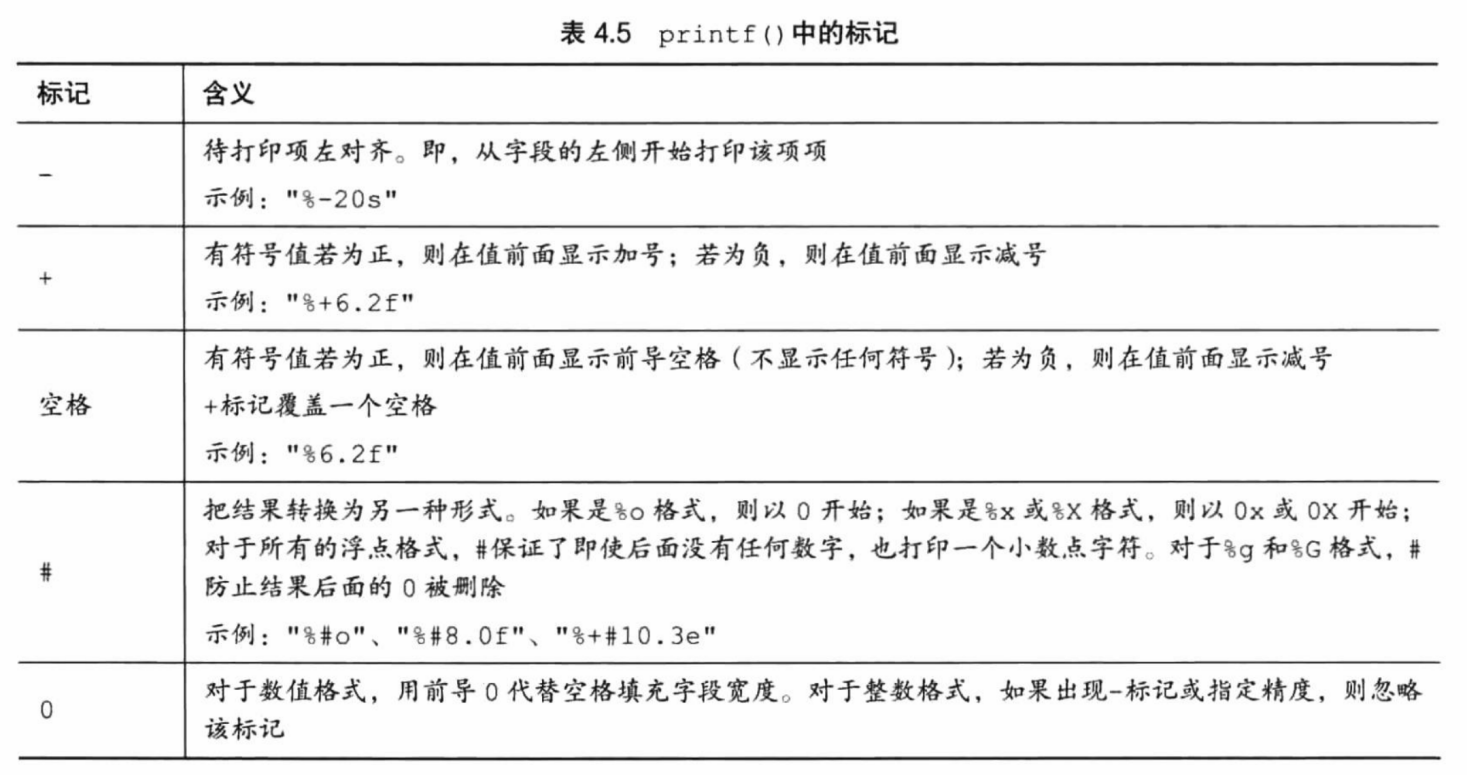 表 4.5 printf()中的标记
标记 含义
- 待打印项左对齐。即，从字段的左侧开始打印该项项
示例："%-20s"
+ 有符号值若为正，则在值前面显示加号；若为负，则在值前面显示减号
示例："%+6.2f"
空格 有符号值若为正，则在值前面显示前导空格（不显示任何符号）；若为负，则在值前面显示减号
+标记覆盖一个空格
示例："%6.2f"
# 把结果转换为另一种形式。如果是%o 格式，则以 0 开始；如果是%x 或%X 格式，则以 0x 或 0X 开始；
对于所有的浮点格式，#保证了即使后面没有任何数字，也打印一个小数点字符。对于%g 和%G 格式，#
防止结果后面的 0 被删除
示例："%#o"、"%#8.0f"、"%+#10.3e"
0 对于数值格式，用前导 0 代替空格填充字段宽度。对于整数格式，如果出现-标记或指定精度，则忽略
该标记